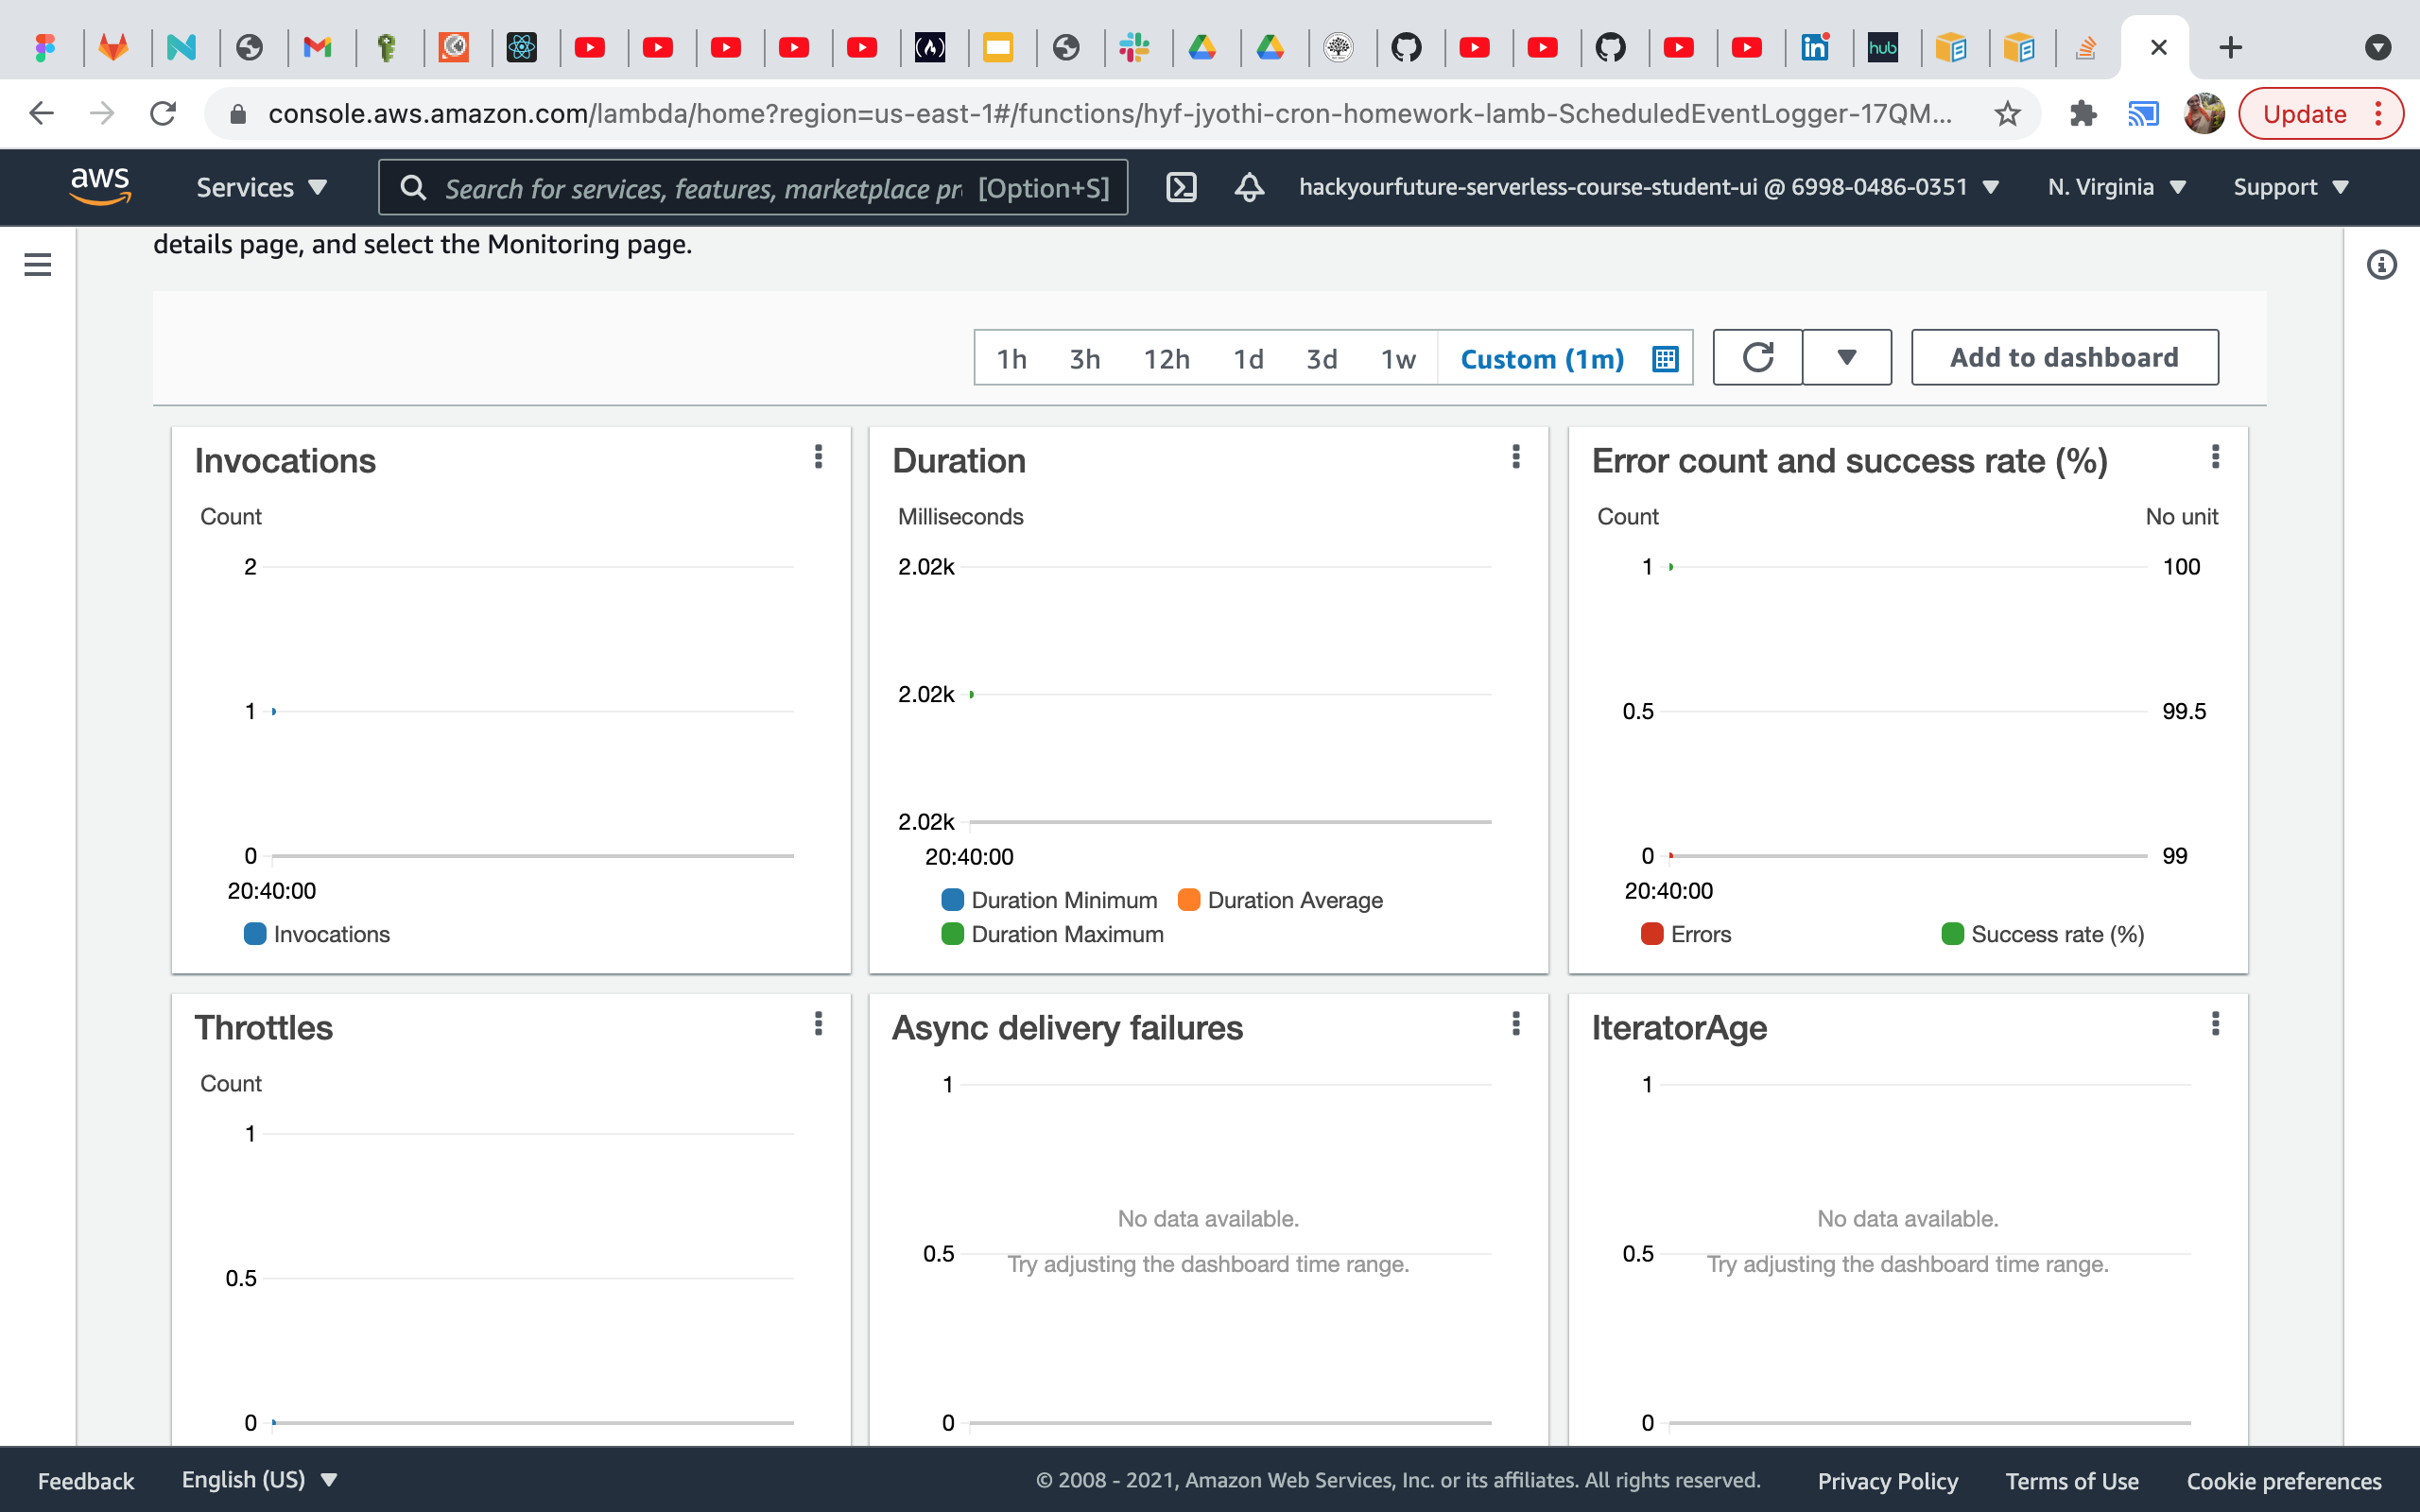 hub
console.aws.amazon.com/lambda/home?region=us-east-1#/functions/hyf-jyothi-cron-homework-lamb-ScheduledEventLogger-17QM...
Update
aws
Services
Search for services, features, marketplace pr
[Option+S]
hackyourfuture-serverless-course-student-ui @ 6998-0486-0351
N. Virginia
Support
details page, and select the Monitoring page.
1h 3h 12h 1d 3d 1w Custom (1m)
Add to dashboard
Invocations
Count
2
1
0
20:40:00
Invocations
Duration
Milliseconds
2.02k
2.02k
2.02k
20:40:00
Duration Minimum Duration Average
Duration Maximum
Error count and success rate (%)
Count No unit
1 100
0.5 99.5
0 99
20:40:00
Errors Success rate (%)
Throttles
Count
1
0.5
0
Async delivery failures
1
No data available.
0.5
Try adjusting the dashboard time range.
0
IteratorAge
1
No data available.
0.5
Try adjusting the dashboard time range.
0
Feedback English (US) © 2008 - 2021, Amazon Web Services, Inc. or its affiliates. All rights reserved. Privacy Policy Terms of Use Cookie preferences